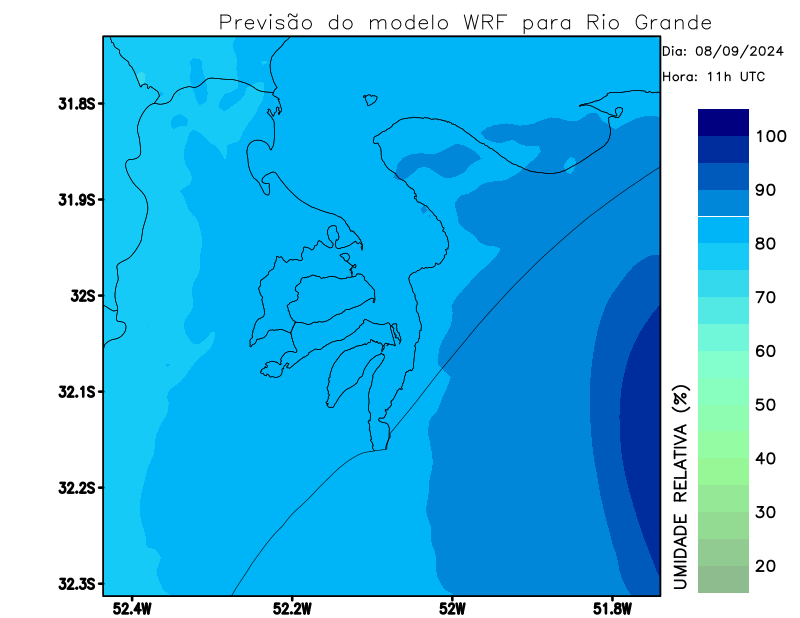 Previsão do modelo WRF para Rio Grande
Dia: 08/09/2024
Hora: 11h UTC
31.8S
31.9S
32S
32.1S
32.2S
32.3S
52.4W
52.2W
52W
51.8W
100
90
80
70
60
50
40
30
20
UMIDADE RELATIVA (%)